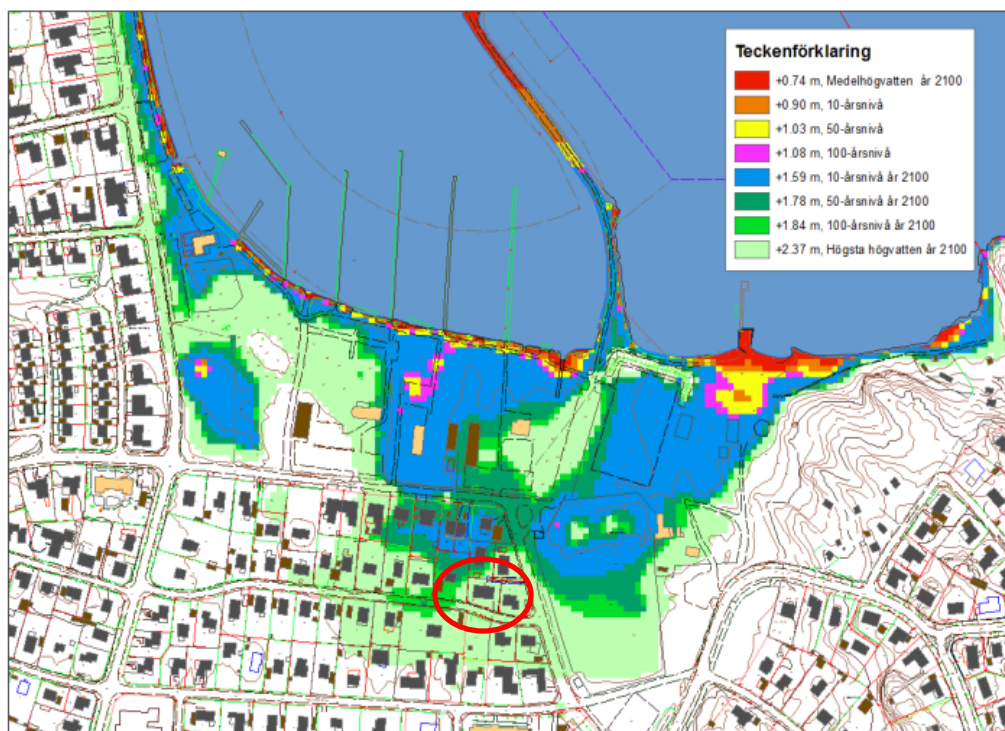 Teckenförklaring
+0.74 m, Medelhögvatten år 2100
+0.90 m, 10-årsnivå
+1.03 m, 50-årsnivå
+1.08 m, 100-årsnivå
+1.59 m, 10-årsnivå år 2100
+1.78 m, 50-årsnivå år 2100
+1.84 m, 100-årsnivå år 2100
+2.37 m, Högsta högvatten år 2100